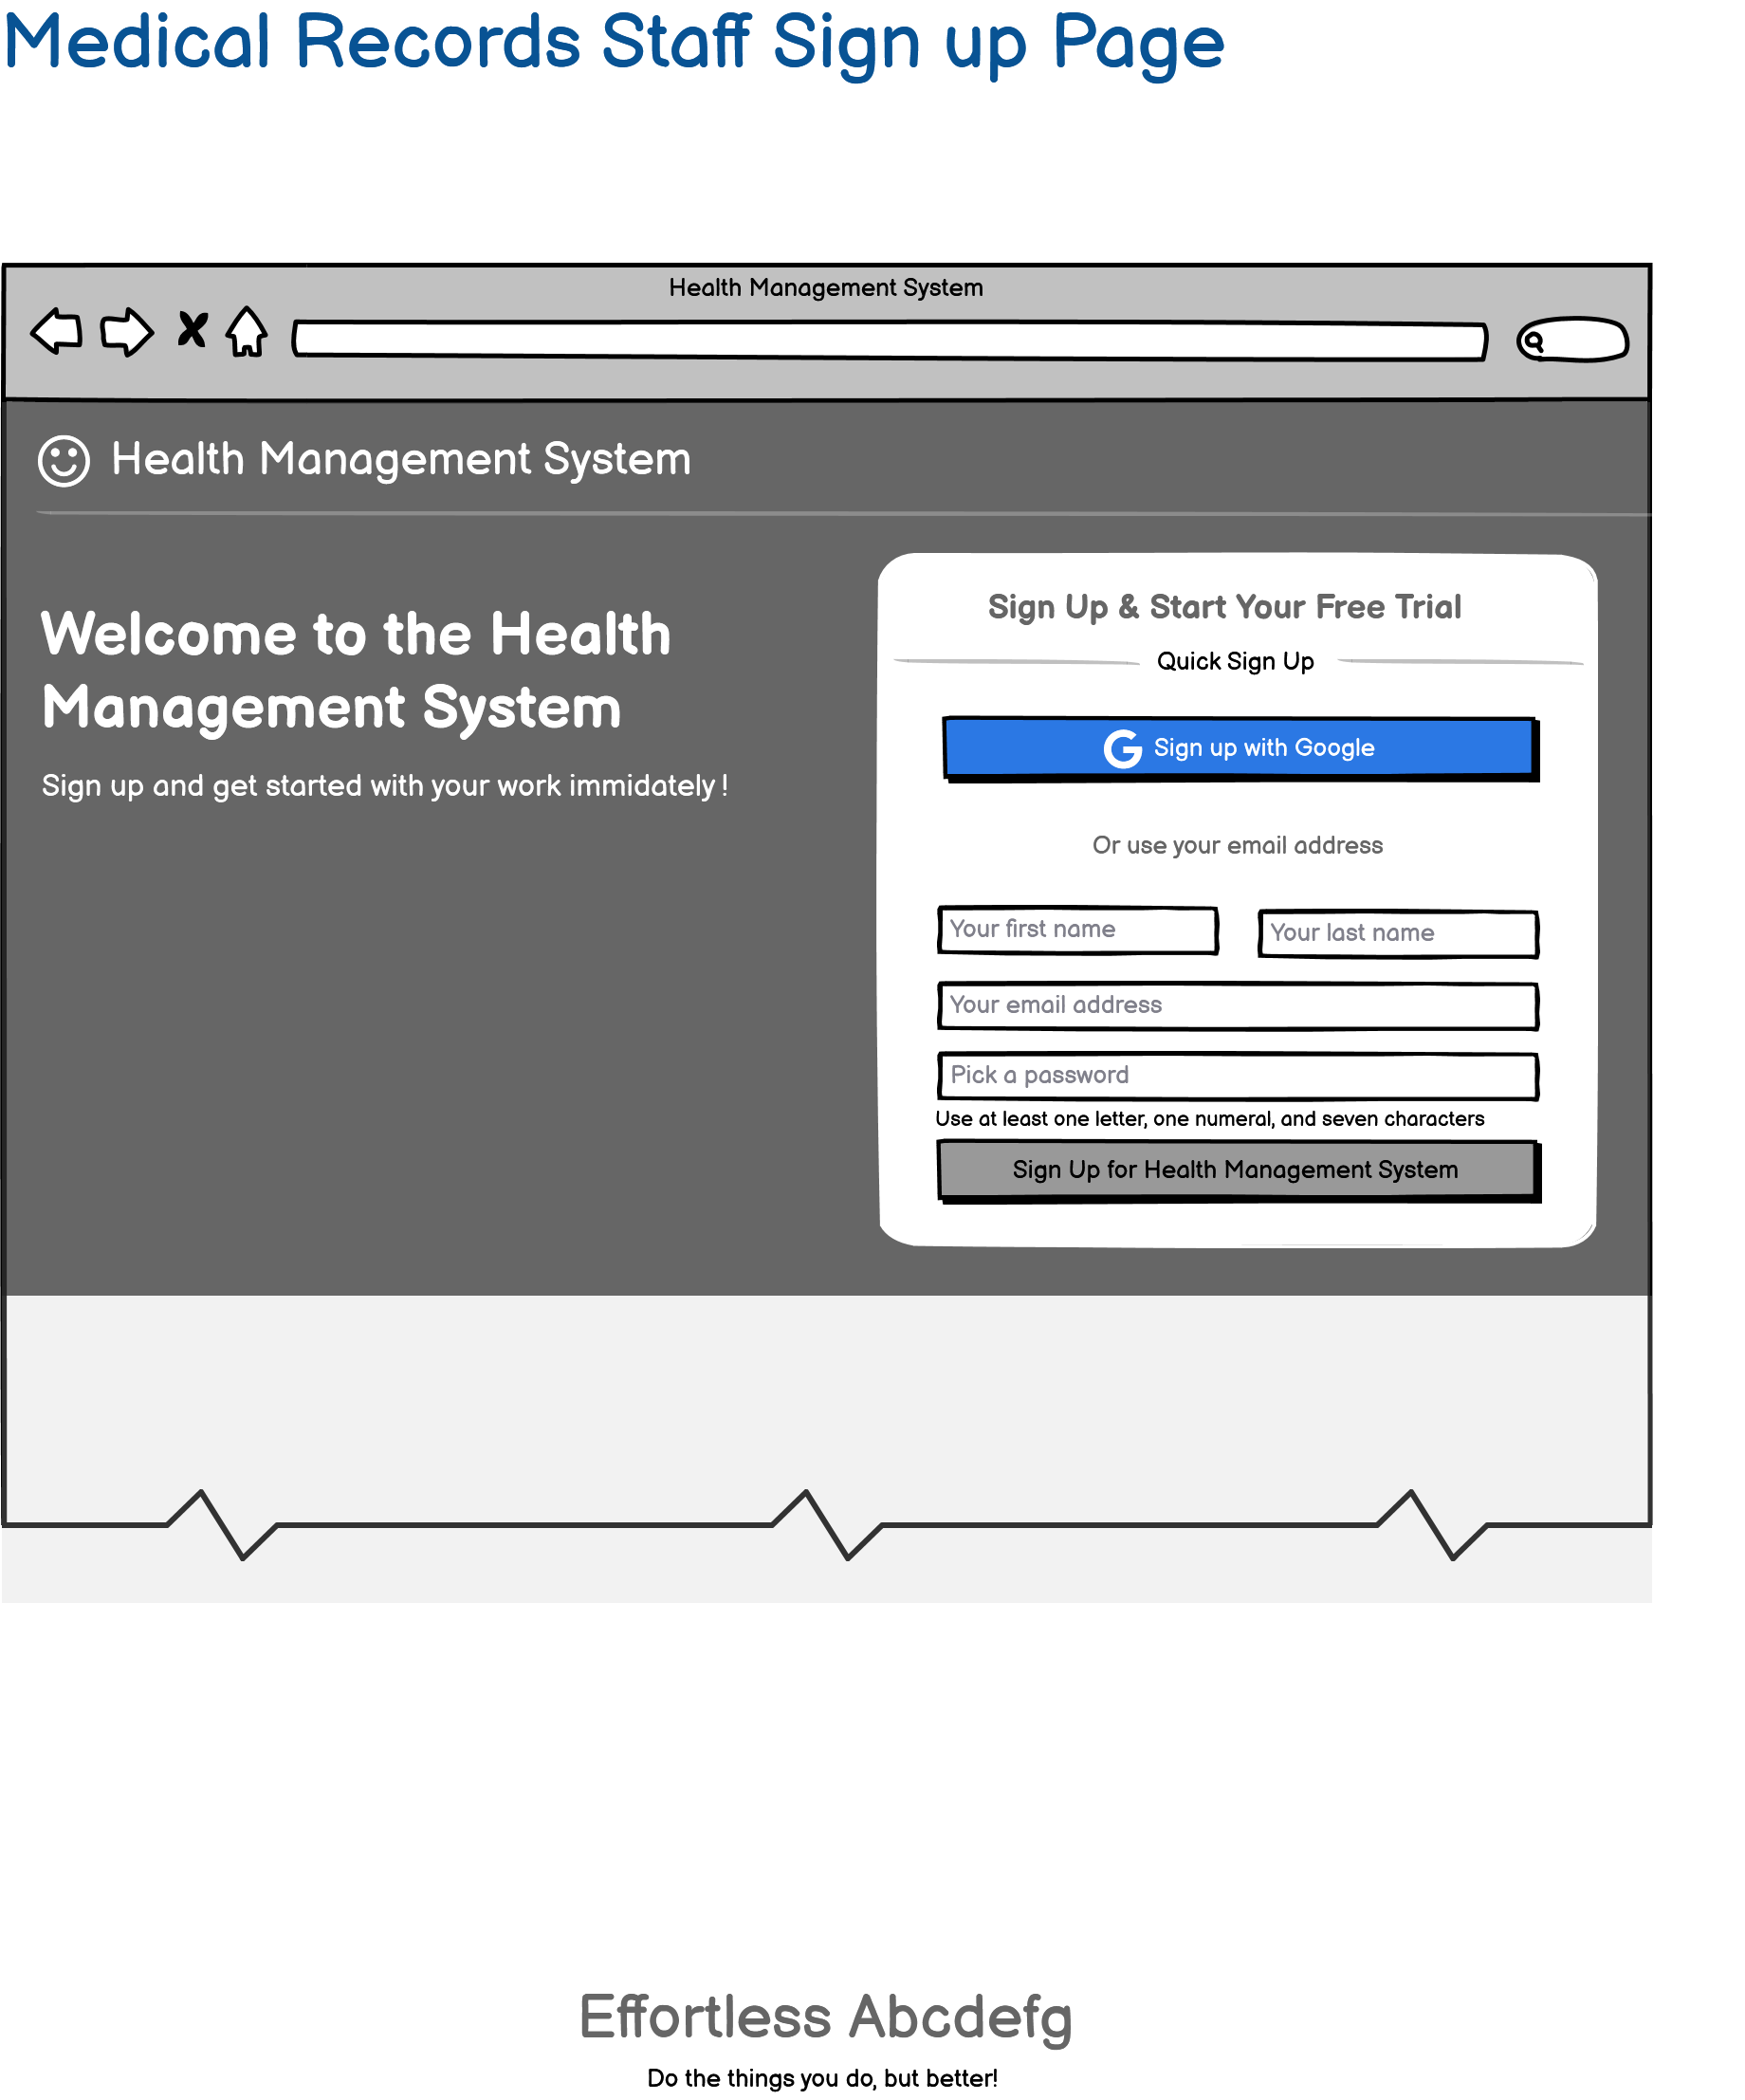 Medical Records Staff Sign up Page
Health Management System
Health Management System
Welcome to the Health
Management System
Sign up and get started with your work immidately !
Sign Up & Start Your Free Trial
Quick Sign Up
Sign up with Google
Or use your email address
Your first name
Your last name
Your email address
Pick a password
Use at least one letter, one numeral, and seven characters
Sign Up for Health Management System
Effortless Abcdefg
Do the things you do, but better!